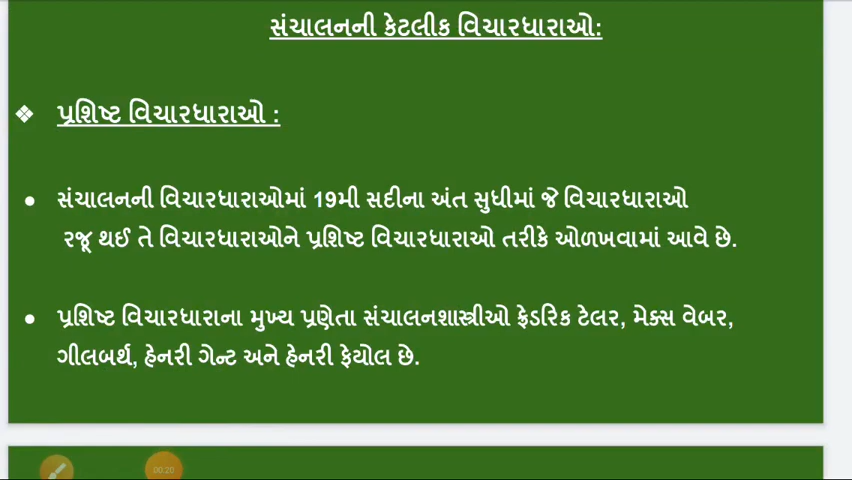 સંચાલનની કેટલીક વિચારધારાઓ:
❖ પ્રશિષ્ટ વિચારધારાઓ :
● સંચાલનની વિચારધારાઓમાં 19મી સદીના અંત સુધીમાં જે વિચારધારાઓ
રજૂ થઈ તે વિચારધારાઓને પ્રશિષ્ટ વિચારધારાઓ તરીકે ઓળખવામાં આવે છે.
● પ્રશિષ્ટ વિચારધારાના મુખ્ય પ્રણેતા સંચાલનશાસ્ત્રીઓ ફ્રેડરિક ટેલર, મેક્સ વેબર,
ગીલબર્થ, હેનરી ગેન્ટ અને હેનરી ફેયોલ છે.
00:20